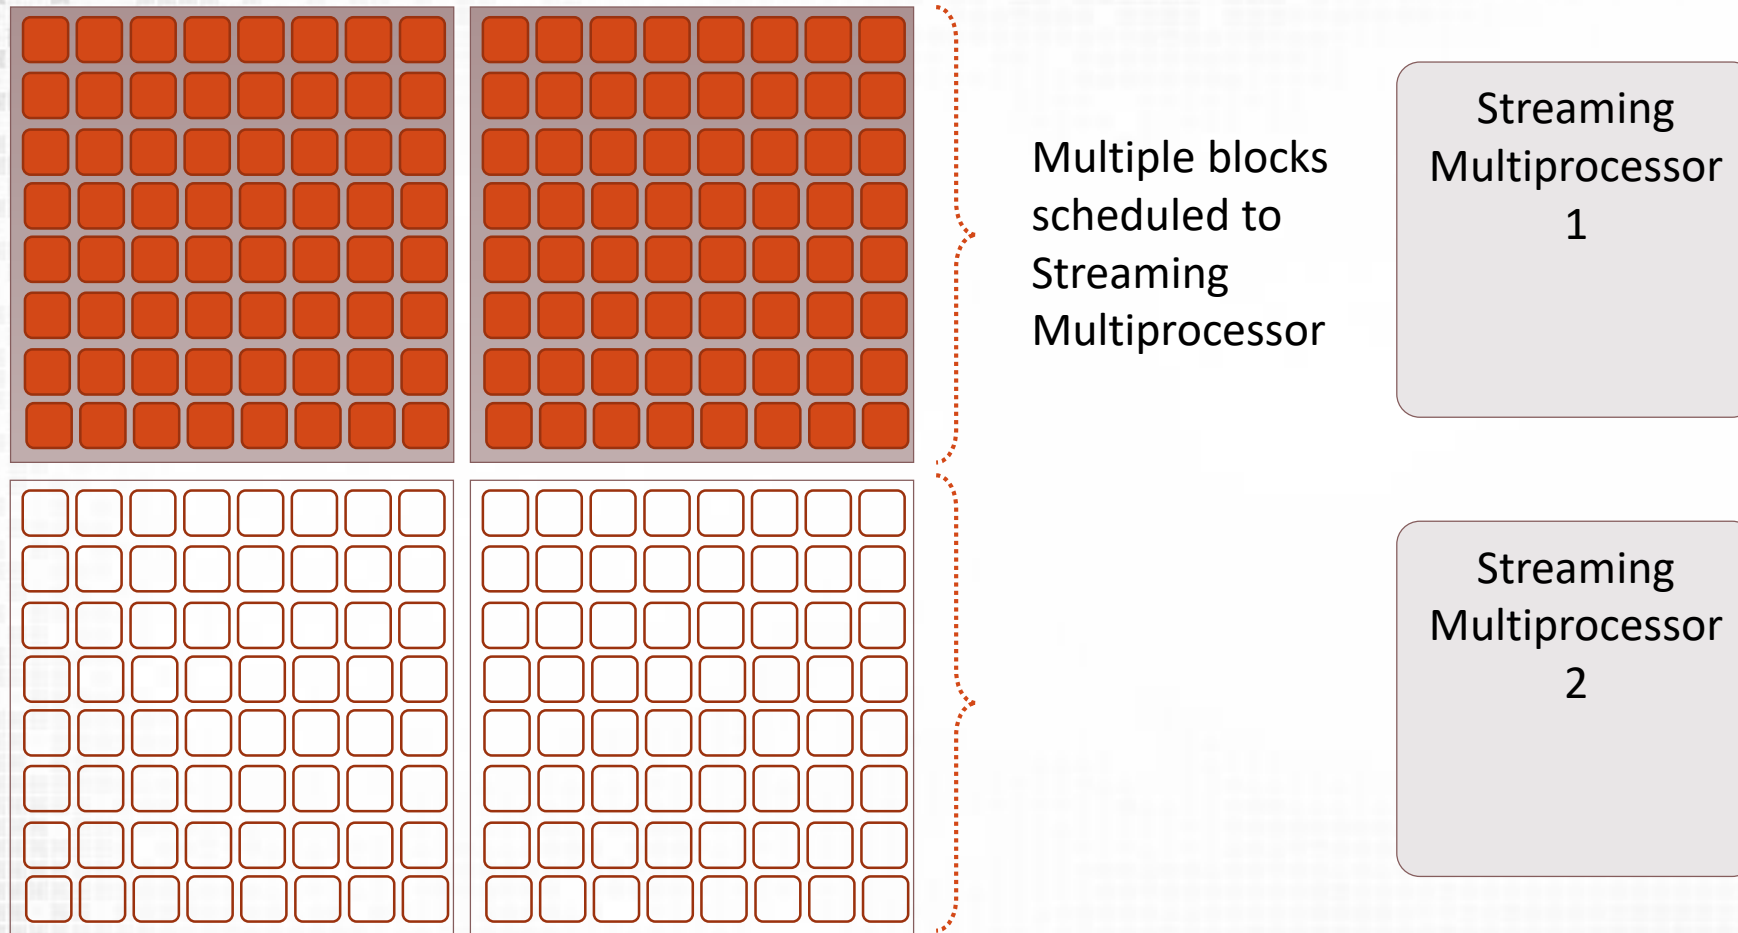 Multiple blocks
scheduled to
Streaming
Multiprocessor
Streaming
Multiprocessor
1
Streaming
Multiprocessor
2